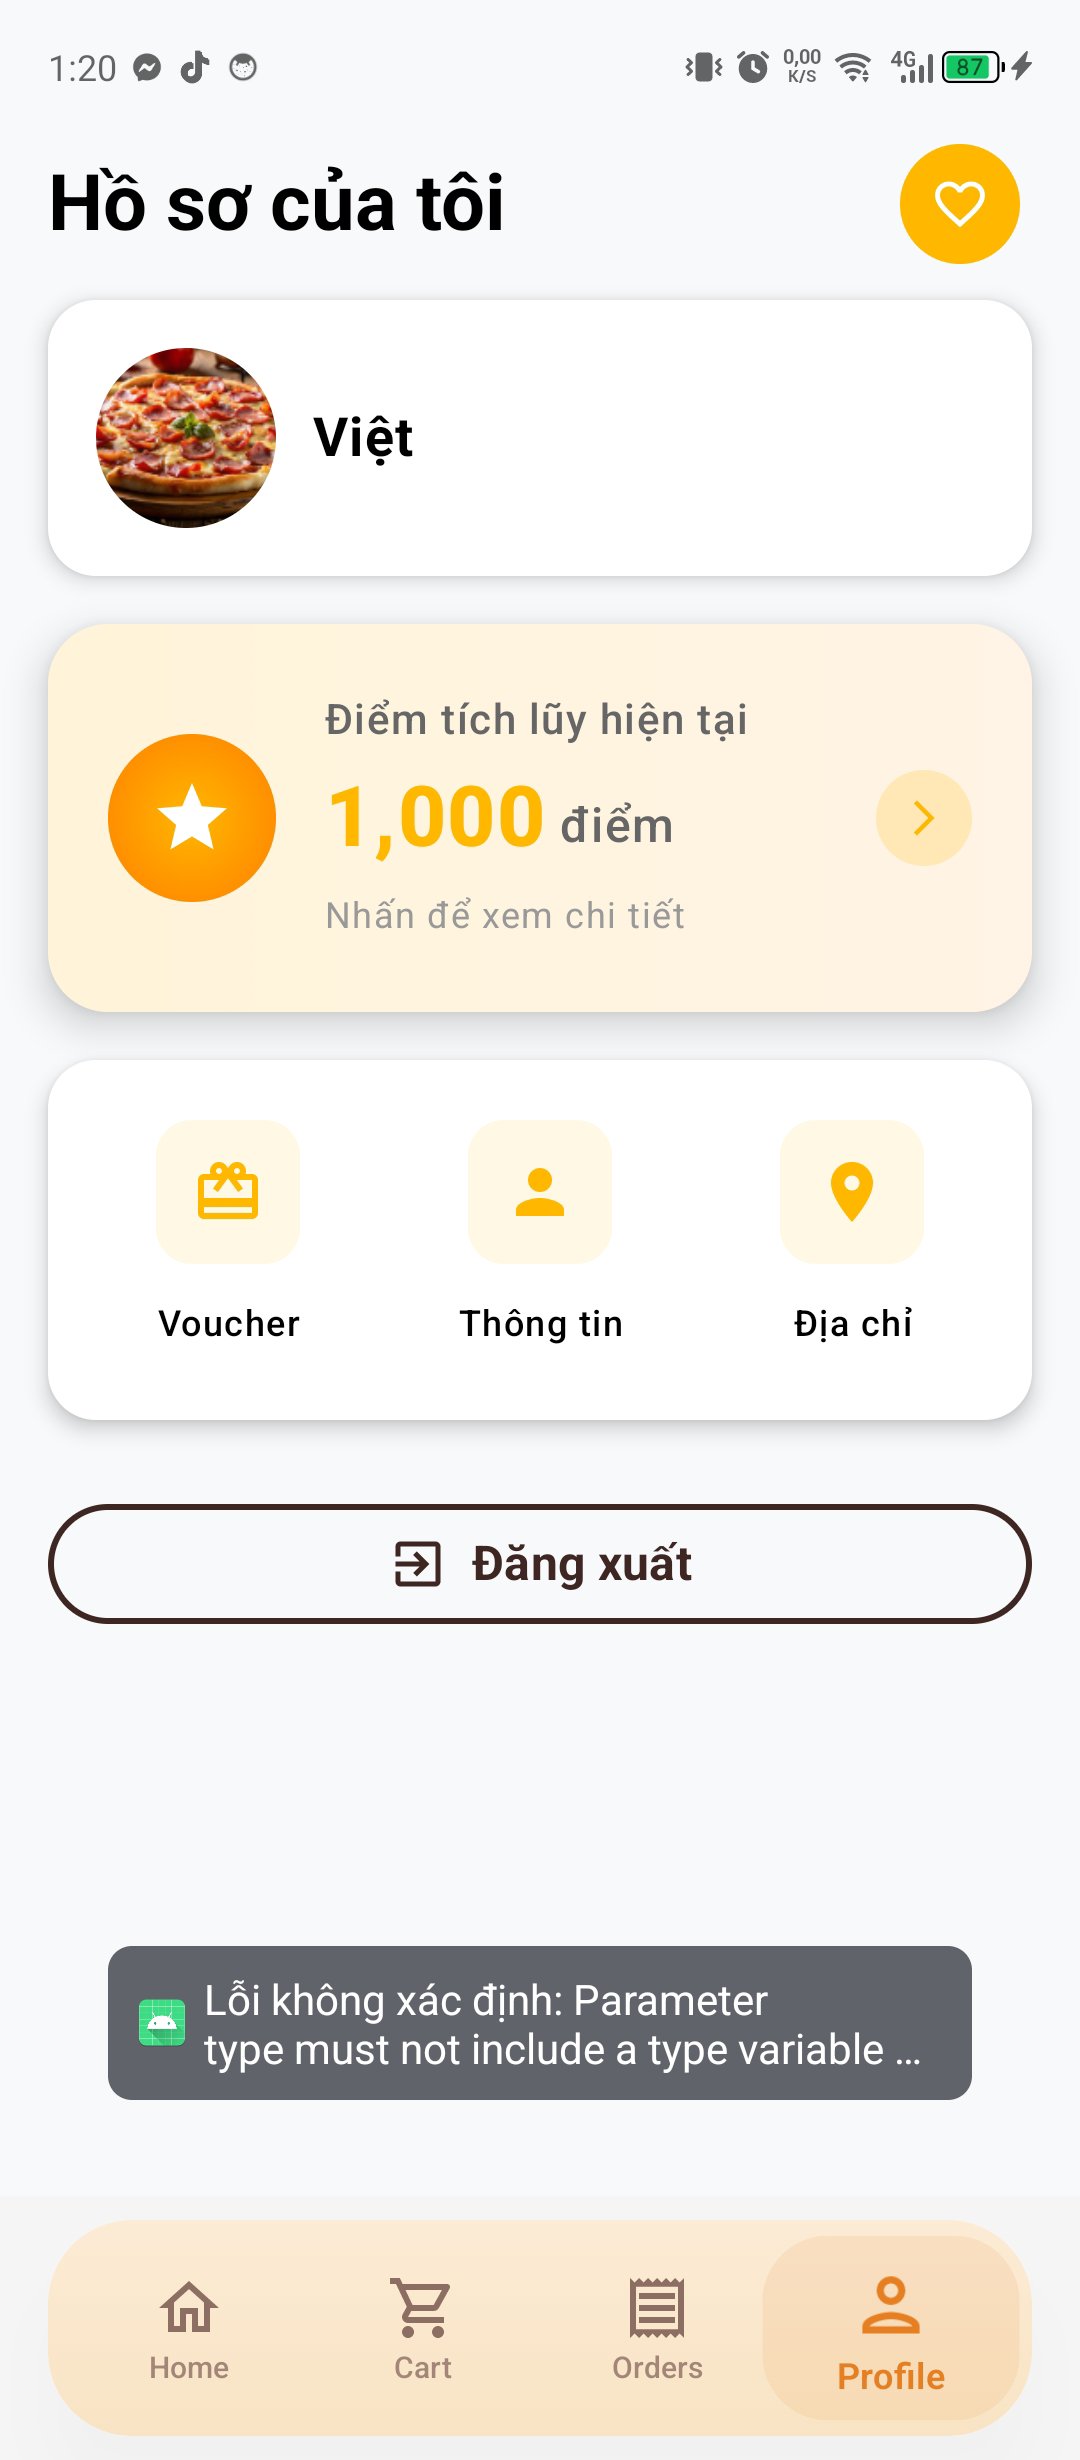 1:20 0,00 K/S 4G 87
Hồ sơ của tôi
Việt
Điểm tích lũy hiện tại
1,000 điểm
Nhấn để xem chi tiết
Voucher Thông tin Địa chỉ
Đăng xuất
Lỗi không xác định: Parameter
type must not include a type variable ...
Home Cart Orders Profile